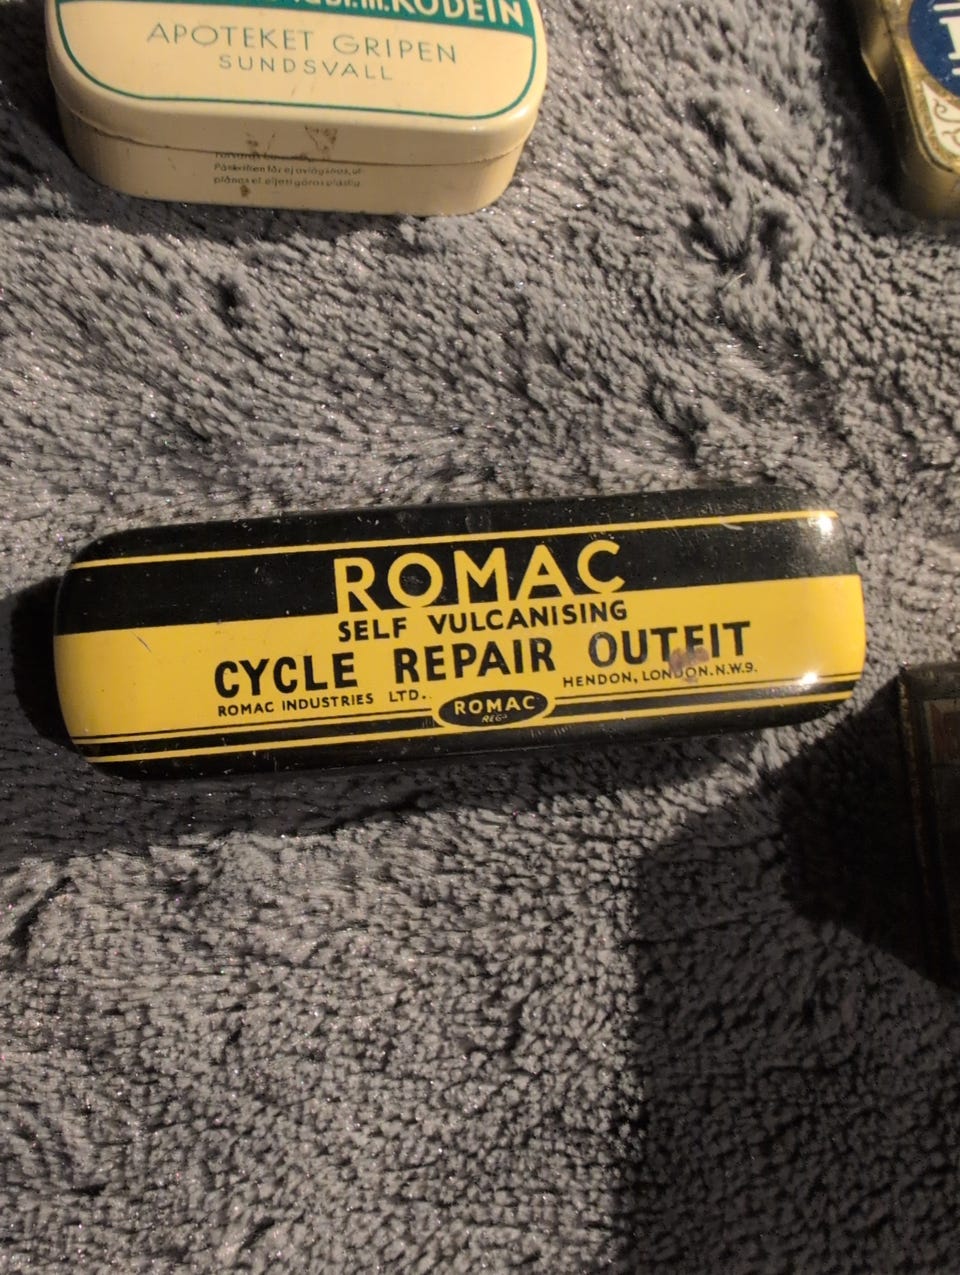 KODEIN
APOTEKET GRIPEN
SUNDSVALL
ROMAC
SELF VULCANISING
CYCLE REPAIR OUTFIT
ROMAC INDUSTRIES LTD. HENDON, LONDON. N.W.9.
ROMAC
REGD